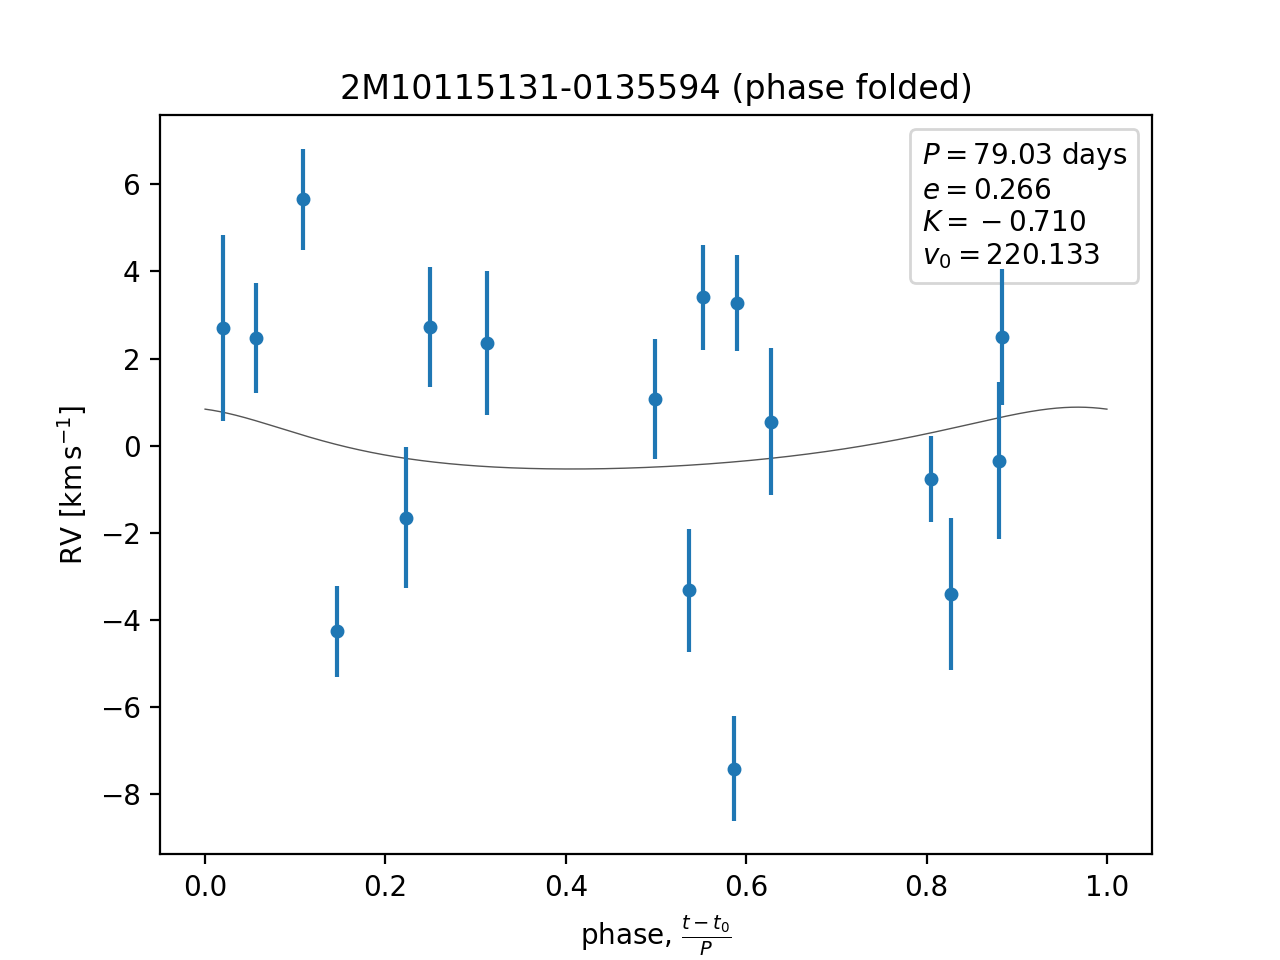 2M10115131-0135594 (phase folded)
P = 79.03 days
e = 0.266
K = −0.710
v₀ = 220.133
6
4
2
0
−2
−4
−6
−8
RV [km s⁻¹]
0.0 0.2 0.4 0.6 0.8 1.0
phase, (t − t₀)/P